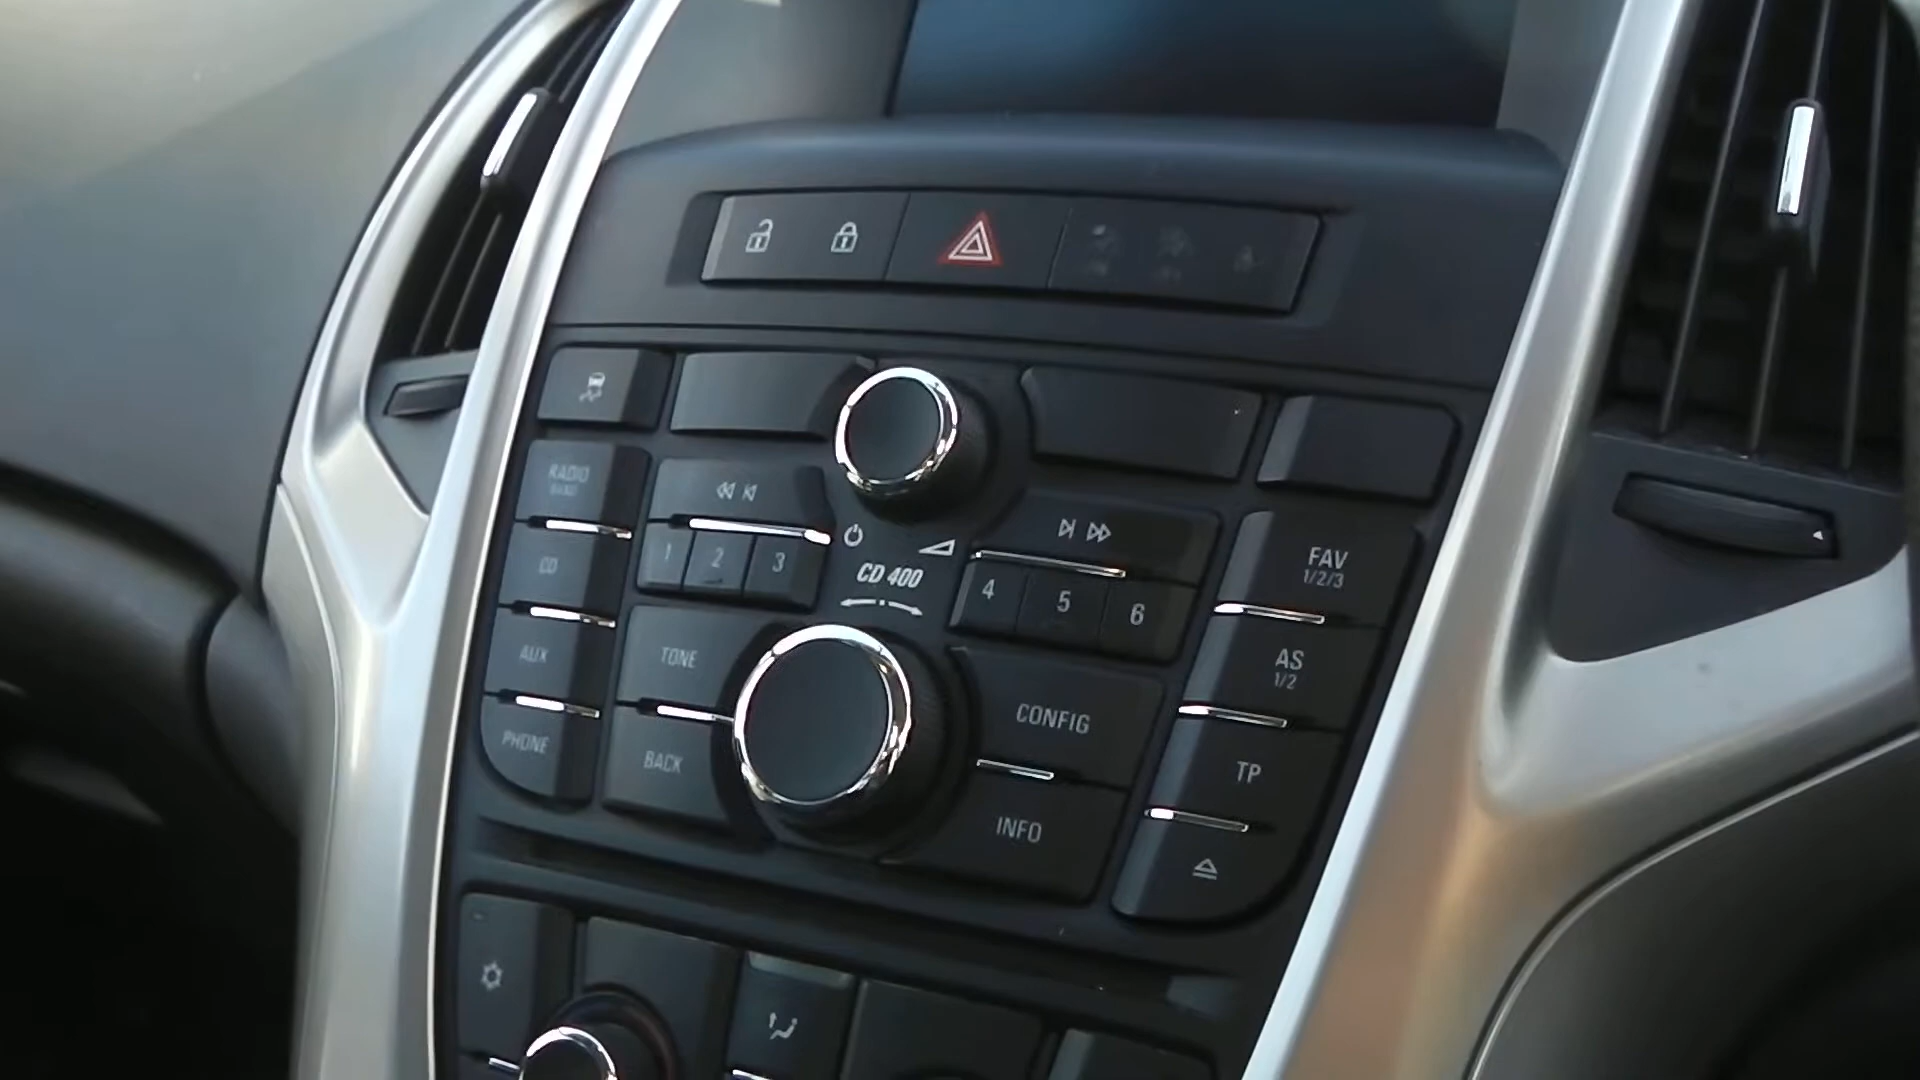 RADIO
CD
AUX
PHONE
1 2 3
TONE
BACK
CD 400
4 5 6
CONFIG
INFO
FAV
1/2/3
AS
1/2
TP